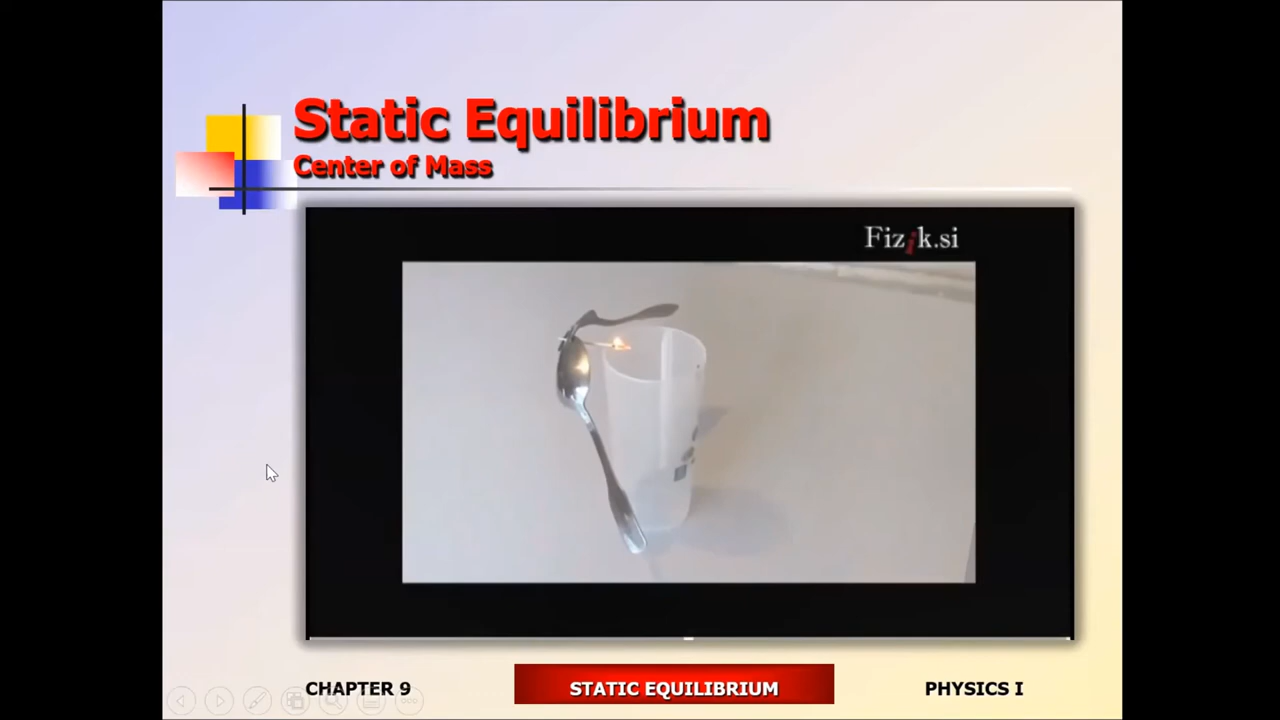 Static Equilibrium
Center of Mass
Fizik.si
CHAPTER 9
STATIC EQUILIBRIUM
PHYSICS I